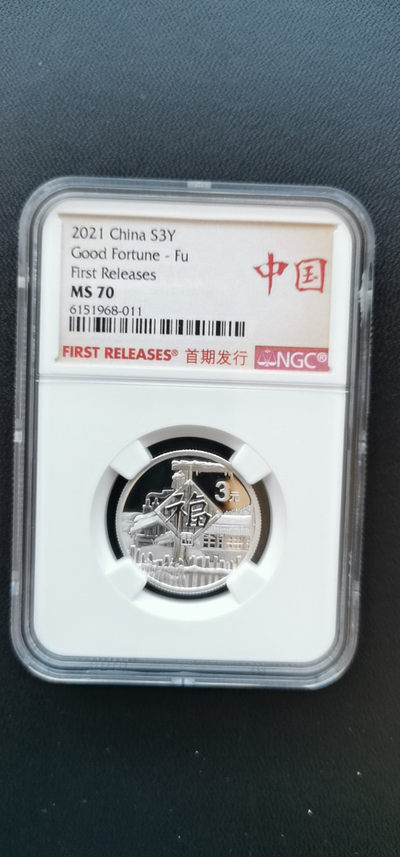 2021 China S3Y
Good Fortune - Fu
First Releases
MS 70
6151968-011
中国
FIRST RELEASES® 首期发行 NGC®
3元
福